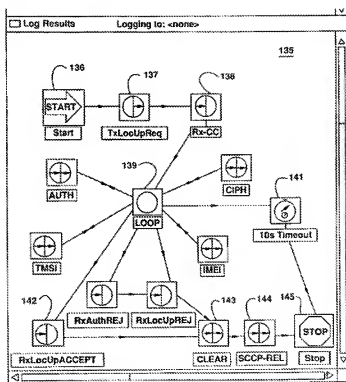 Log Results Logging to: <none>
135
136 137 138
START
Start TxLocUpReq Rx-CC
139
AUTH CIPH 141
LOOP
10s Timeout
TMSI IMEI
142 143 144 145
RxAuthREJ RxLocUpREJ
STOP
RxLocUpACCEPT CLEAR SCCP-REL Stop